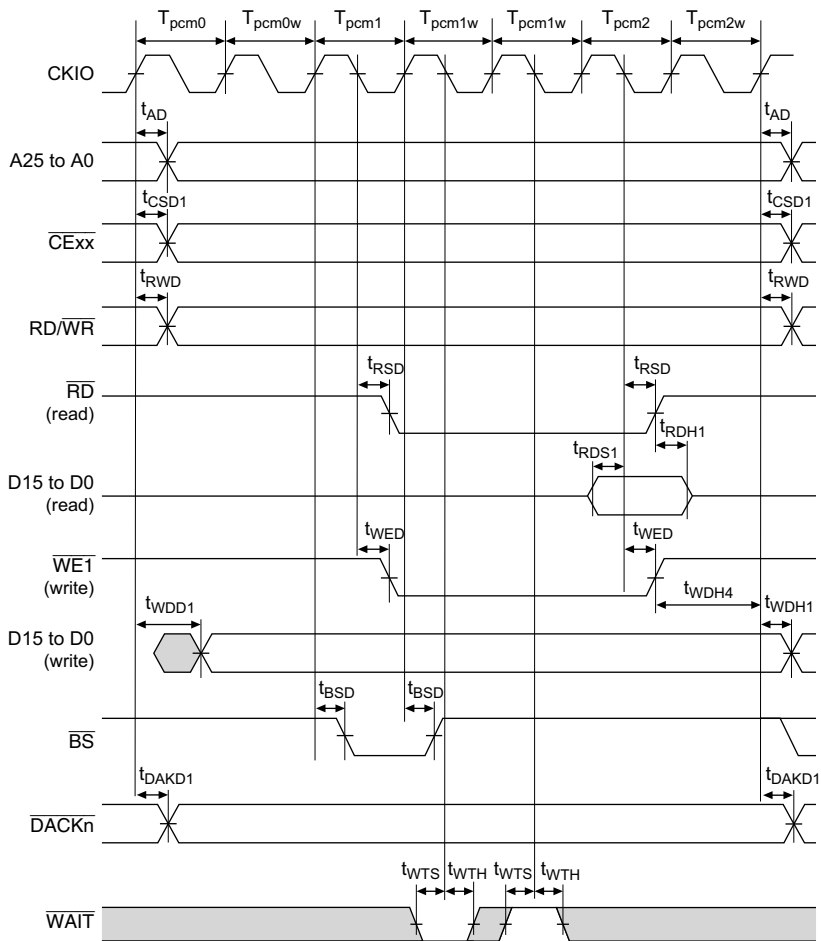 Tpcm0 Tpcm0w Tpcm1 Tpcm1w Tpcm1w Tpcm2 Tpcm2w
CKIO
tAD tAD
A25 to A0
tCSD1 tCSD1
CExx
tRWD tRWD
RD/WR
tRSD tRSD
RD
(read)
tRDH1
tRDS1
D15 to D0
(read)
tWED tWED
WE1
(write)
tWDH4
tWDD1 tWDH1
D15 to D0
(write)
tBSD tBSD
BS
tDAKD1 tDAKD1
DACKn
tWTS tWTH tWTS tWTH
WAIT